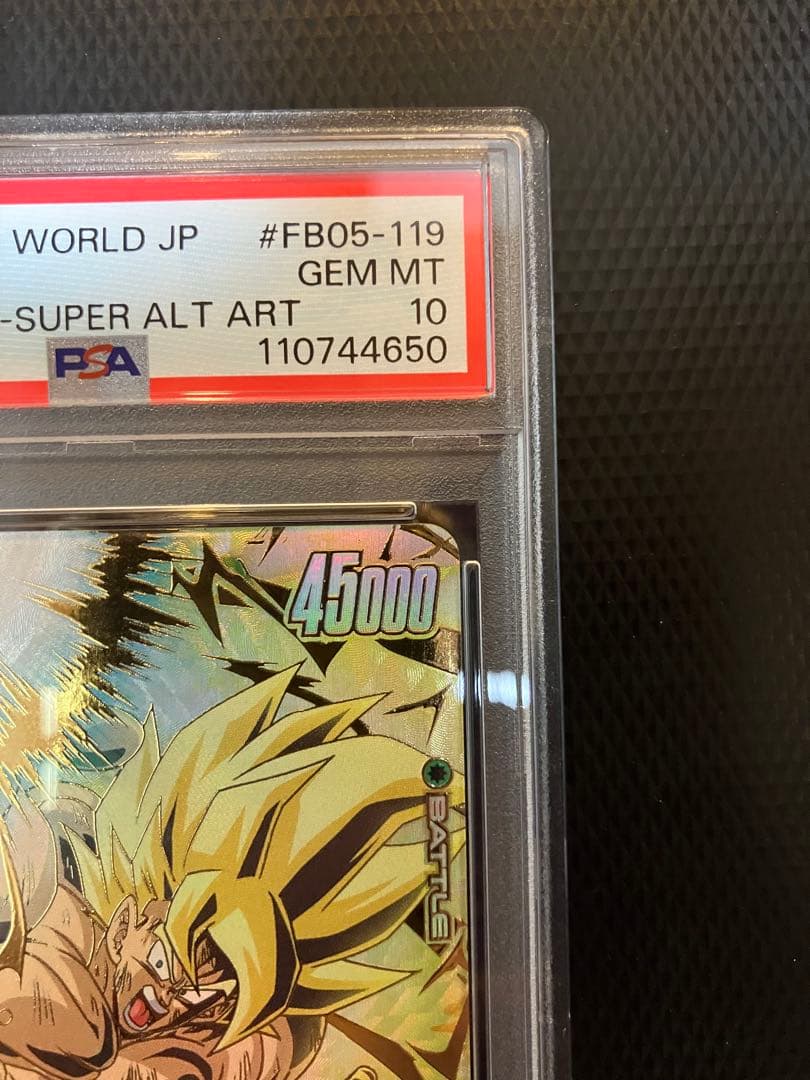 WORLD JP #FB05-119
GEM MT
-SUPER ALT ART 10
PSA 110744650
45000
BATTLE